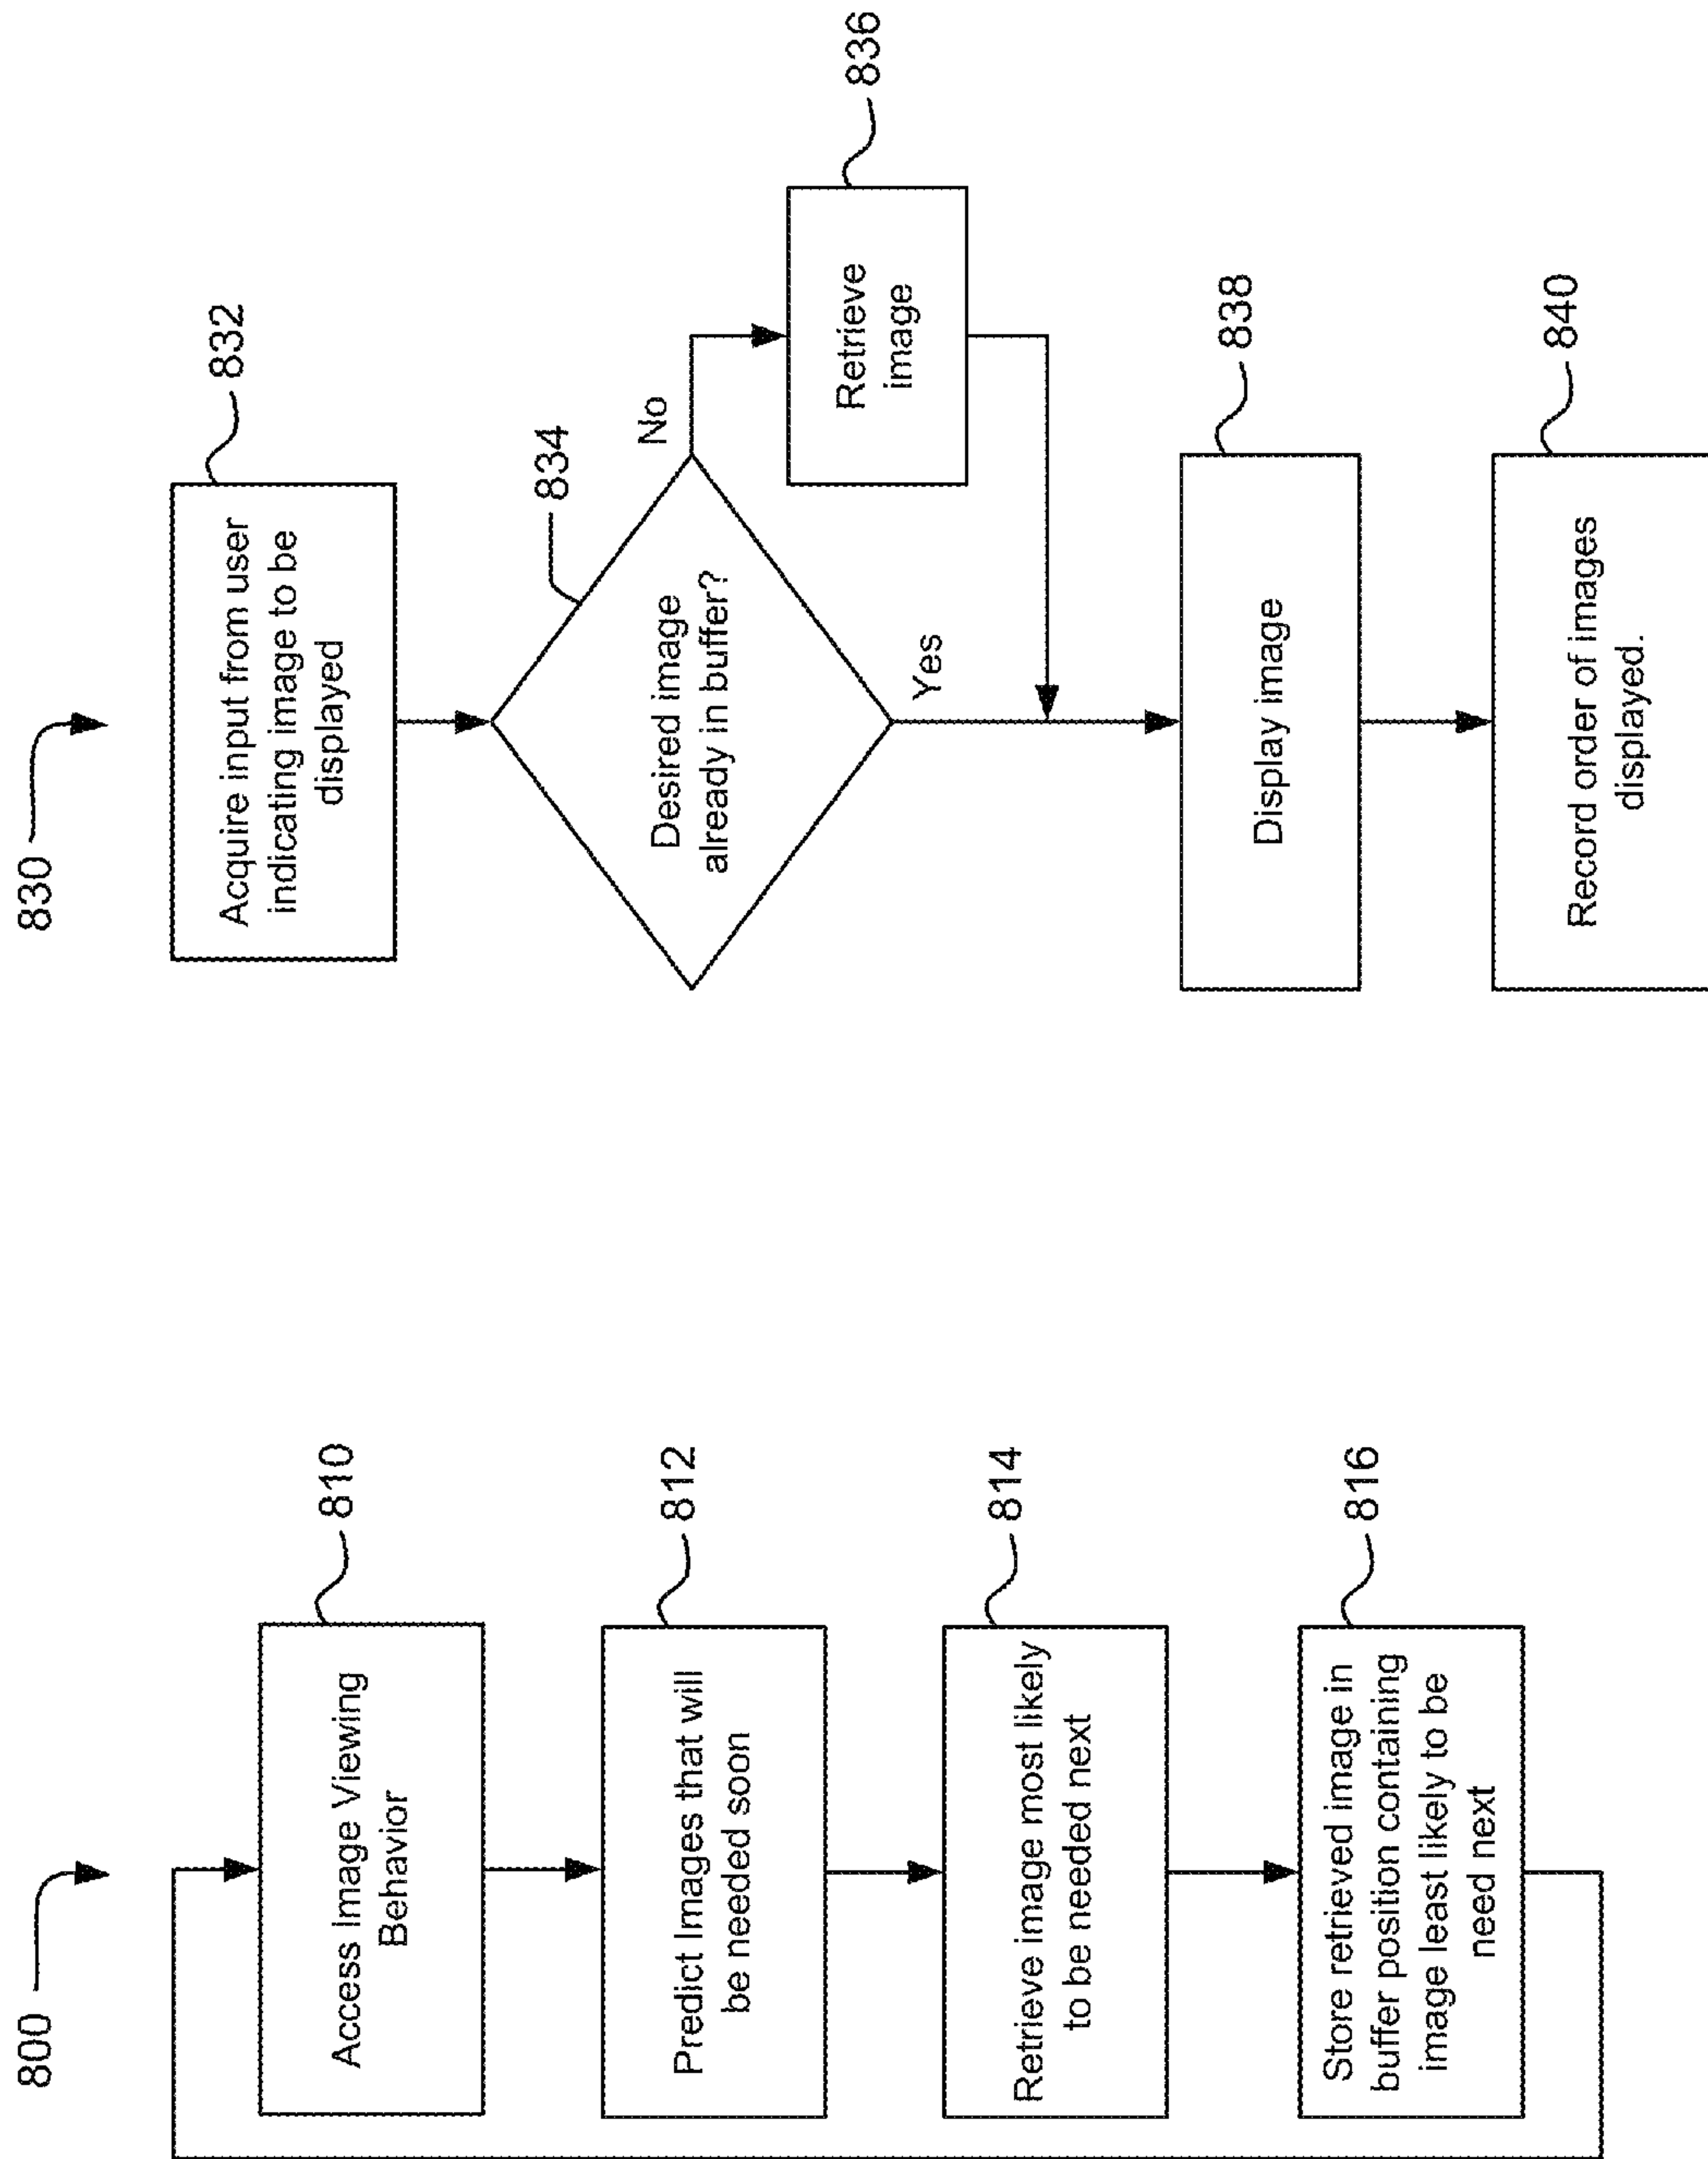 800
Access Image Viewing
Behavior
810
Predict Images that will
be needed soon
812
Retrieve image most likely
to be needed next
814
Store retrieved image in
buffer position containing
image least likely to be
need next
816
830
Acquire input from user
indicating image to be
displayed
832
Desired image
already in buffer?
834
No
Yes
Retrieve
image
836
Display image
838
Record order of images
displayed.
840